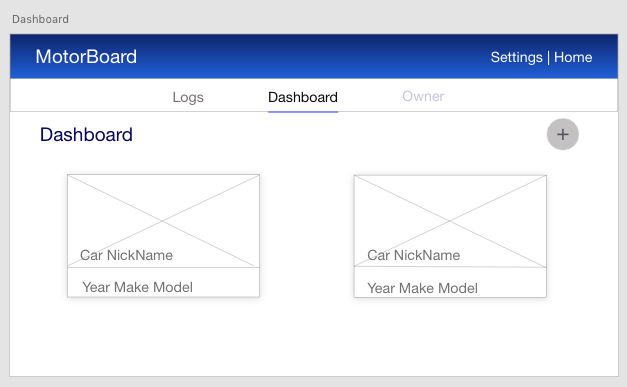 Dashboard
MotorBoard
Settings | Home
Logs
Dashboard
Owner
Dashboard
+
Car NickName
Year Make Model
Car NickName
Year Make Model